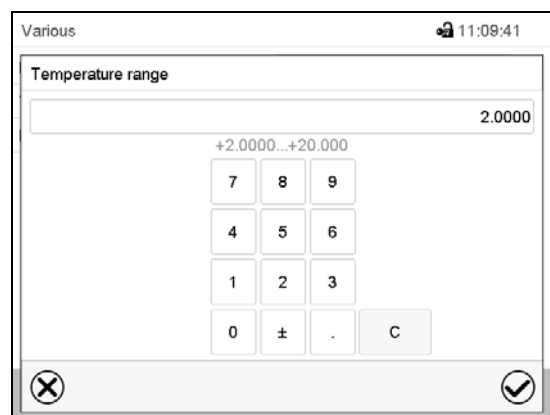 Various 11:09:41
Temperature range
2.0000
+2.0000...+20.000
7 8 9
4 5 6
1 2 3
0 ± . C